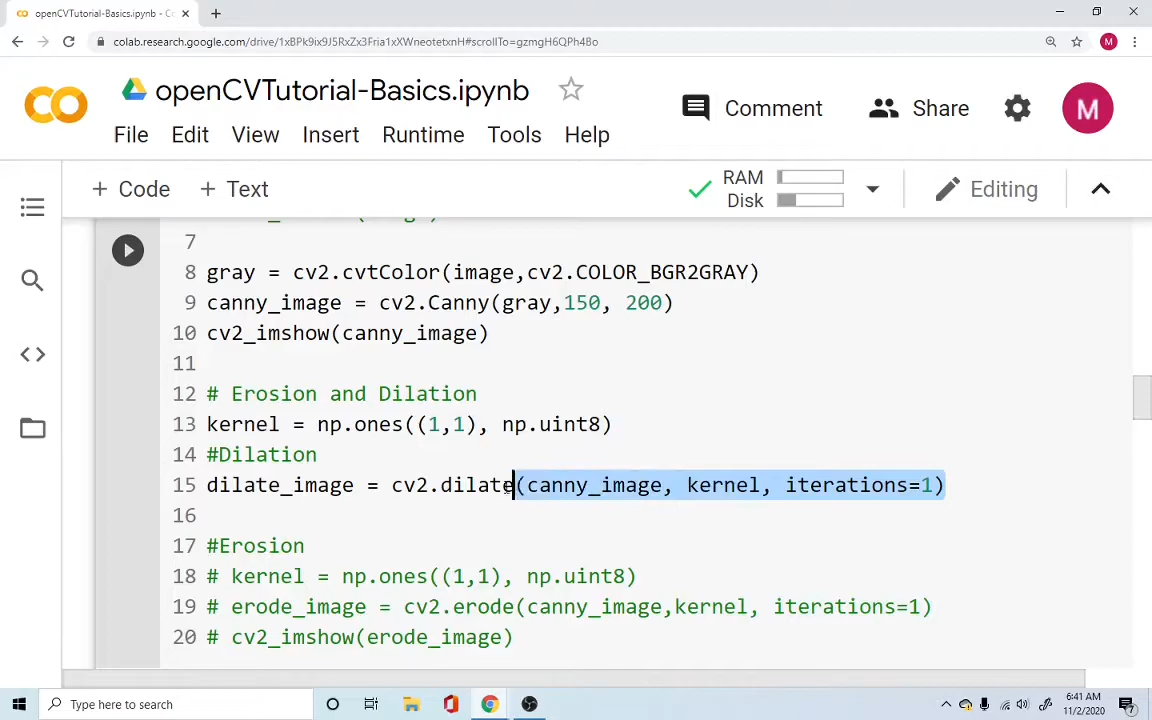 openCVTutorial-Basics.ipynb - C
colab.research.google.com/drive/1xBPk9ix9J5RxZx3Fria1xXWneotetxnH#scrollTo=gzmgH6QPh4Bo
M
openCVTutorial-Basics.ipynb
Comment
Share
M
File Edit View Insert Runtime Tools Help
+ Code + Text
RAM
Disk
Editing
7
8 gray = cv2.cvtColor(image,cv2.COLOR_BGR2GRAY)
9 canny_image = cv2.Canny(gray,150, 200)
10 cv2_imshow(canny_image)
11
12 # Erosion and Dilation
13 kernel = np.ones((1,1), np.uint8)
14 #Dilation
15 dilate_image = cv2.dilate(canny_image, kernel, iterations=1)
16
17 #Erosion
18 # kernel = np.ones((1,1), np.uint8)
19 # erode_image = cv2.erode(canny_image,kernel, iterations=1)
20 # cv2_imshow(erode_image)
Type here to search
6:41 AM
11/2/2020
7